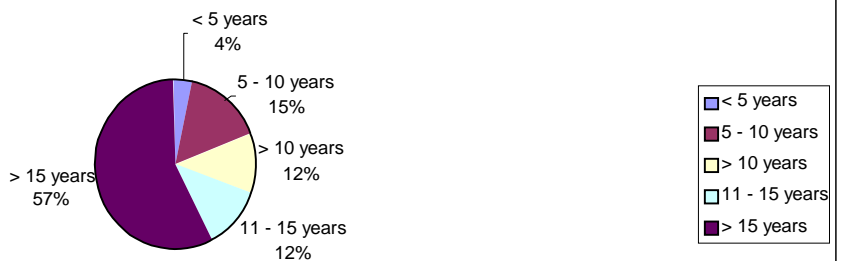 < 5 years
4%
5 - 10 years
15%
> 10 years
12%
11 - 15 years
12%
> 15 years
57%
< 5 years
5 - 10 years
> 10 years
11 - 15 years
> 15 years